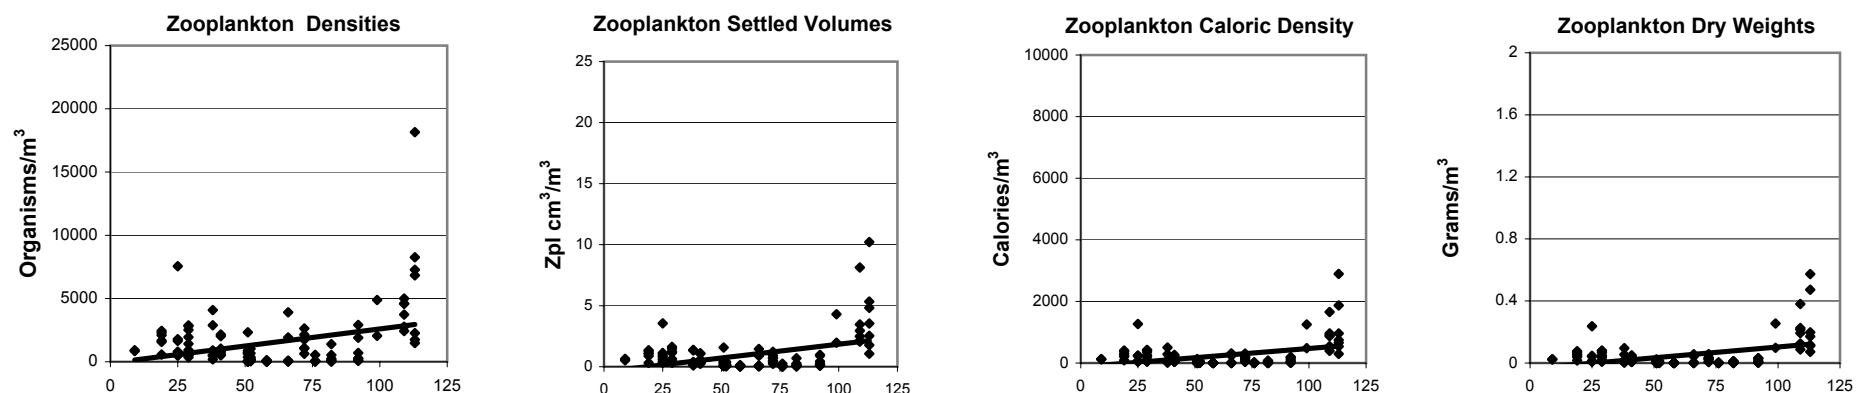 Zooplankton Densities
25000
20000
15000
10000
5000
0
Organisms/m³
0 25 50 75 100 125
Zooplankton Settled Volumes
25
20
15
10
5
0
Zpl cm³/m³
0 25 50 75 100 125
Zooplankton Caloric Density
10000
8000
6000
4000
2000
0
Calories/m³
0 25 50 75 100 125
Zooplankton Dry Weights
2
1.6
1.2
0.8
0.4
0
Grams/m³
0 25 50 75 100 125